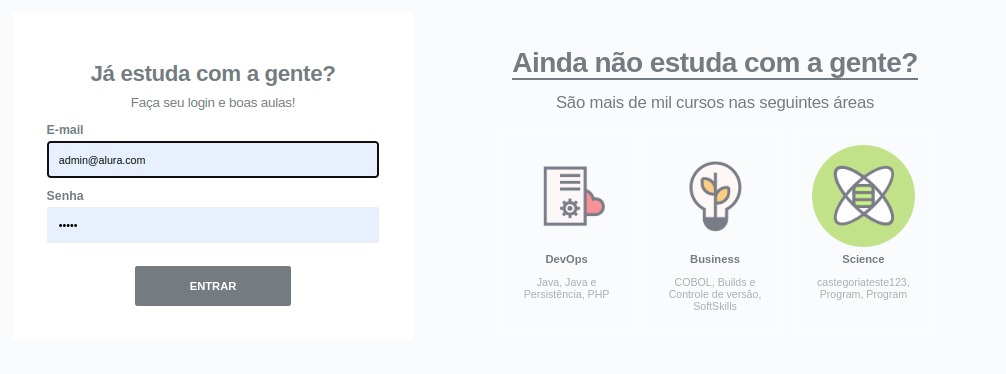 Já estuda com a gente?
Faça seu login e boas aulas!
E-mail
admin@alura.com
Senha
•••••
ENTRAR
Ainda não estuda com a gente?
São mais de mil cursos nas seguintes áreas
DevOps
Java, Java e
Persistência, PHP
Business
COBOL, Builds e
Controle de versão,
SoftSkills
Science
castegoriateste123,
Program, Program